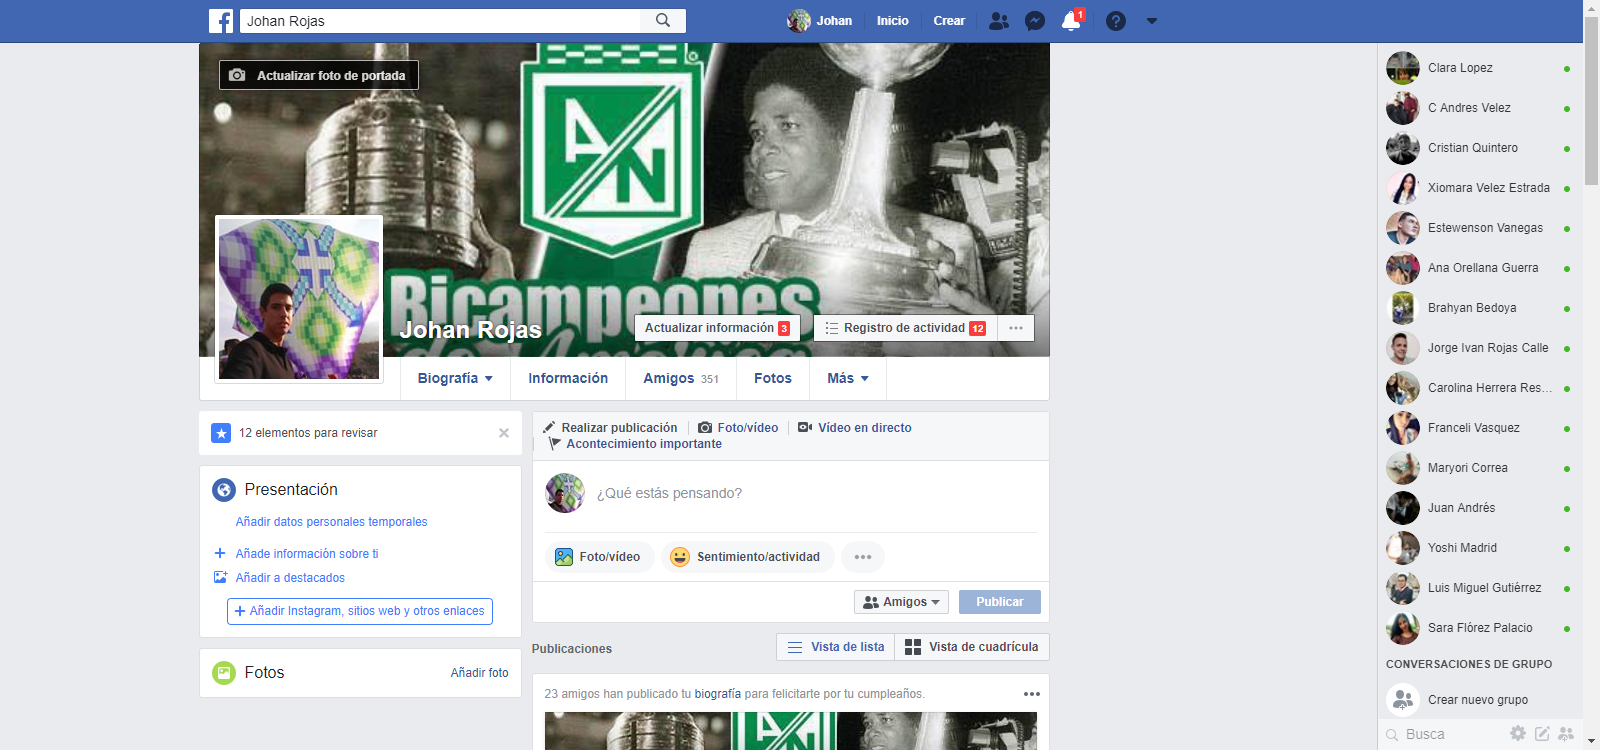 Johan Rojas
Johan
Inicio
Crear
1
Actualizar foto de portada
AN
Bicampeones
de América
Johan Rojas
Actualizar información 3
Registro de actividad 12
Biografía
Información
Amigos 351
Fotos
Más
12 elementos para revisar
Presentación
Añadir datos personales temporales
Añade información sobre ti
Añadir a destacados
Añadir Instagram, sitios web y otros enlaces
Fotos
Añadir foto
Realizar publicación
Foto/vídeo
Vídeo en directo
Acontecimiento importante
¿Qué estás pensando?
Foto/vídeo
Sentimiento/actividad
Amigos
Publicar
Publicaciones
Vista de lista
Vista de cuadrícula
23 amigos han publicado tu biografía para felicitarte por tu cumpleaños.
Clara Lopez
C Andres Velez
Cristian Quintero
Xiomara Velez Estrada
Estewenson Vanegas
Ana Orellana Guerra
Brahyan Bedoya
Jorge Ivan Rojas Calle
Carolina Herrera Res...
Franceli Vasquez
Maryori Correa
Juan Andrés
Yoshi Madrid
Luis Miguel Gutiérrez
Sara Flórez Palacio
CONVERSACIONES DE GRUPO
Crear nuevo grupo
Busca